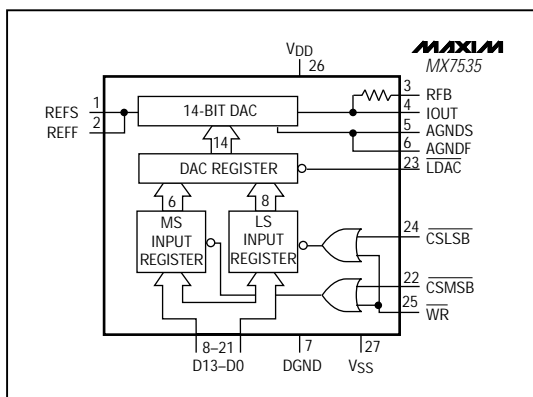 VDD
26
MAXIM
MX7535
3
RFB
REFS
1
14-BIT DAC
4
IOUT
REFF
2
5
AGNDS
14
6
AGNDF
DAC REGISTER
23
LDAC
6
8
MS
INPUT
REGISTER
LS
INPUT
REGISTER
24
CSLSB
22
CSMSB
25
WR
8–21
D13–D0
7
DGND
27
VSS